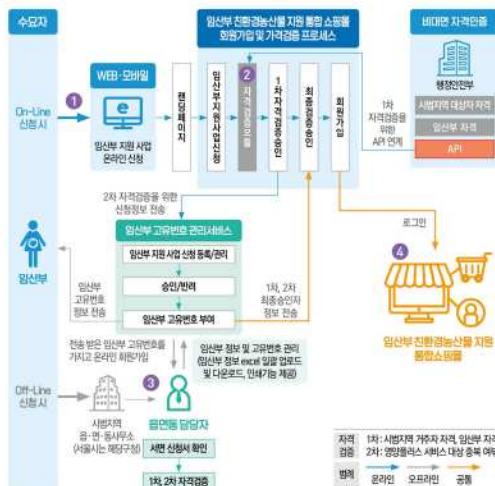 수요자
임산부 친환경농산물 지원 통합 쇼핑몰
회원가입 및 자격검증 프로세스
비대면 자격인증
행정안전부
시범지역 대상자 자격
임산부 자격
API
1차
자격검증을
위한
API 연계
On-Line
신청 시
1
WEB·모바일
임산부 지원 사업
온라인 신청
랜딩페이지
임산부지원사업신청
2
자격검증모듈
1차자격검증승인
최종검증승인
회원가입
2차 자격검증을 위한
신청정보 전송
임산부 고유번호 관리서비스
임산부 지원 사업 신청 등록/관리
승인/반려
임산부 고유번호 부여
임산부
임산부
고유번호
정보 전송
1차, 2차
최종승인자
정보 전송
로그인
4
임산부 친환경농산물 지원
통합쇼핑몰
전송 받은 임산부 고유번호를
가지고 온라인 회원가입
임산부 정보 및 고유번호 관리
(임산부 정보 excel 일괄 업로드
및 다운로드, 인쇄기능 제공)
Off-Line
신청 시
시범지역
읍·면·동사무소
(서울시는 해당구청)
3
읍면동 담당자
서면 신청서 확인
1차, 2차 자격검증
자격
검증
1차 : 시범지역 거주자 자격, 임산부 자격
2차 : 영양플러스 서비스 대상 중복 여부
범례
온라인
오프라인
공통